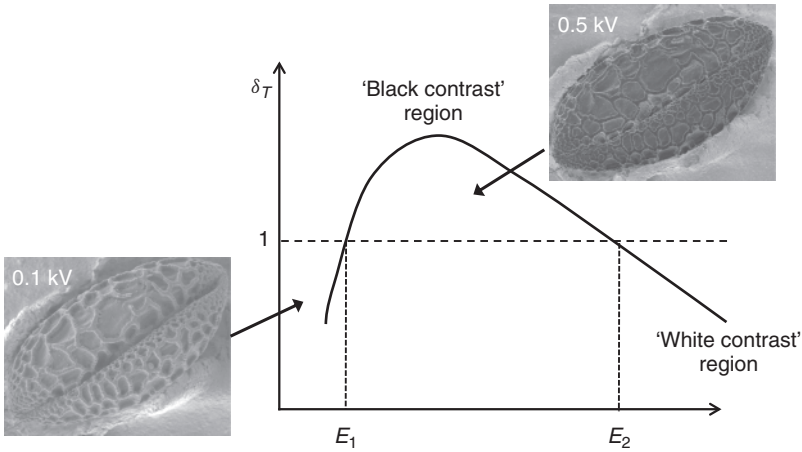 0.5 kV
δT
‘Black contrast’
region
1
0.1 kV
‘White contrast’
region
E1
E2